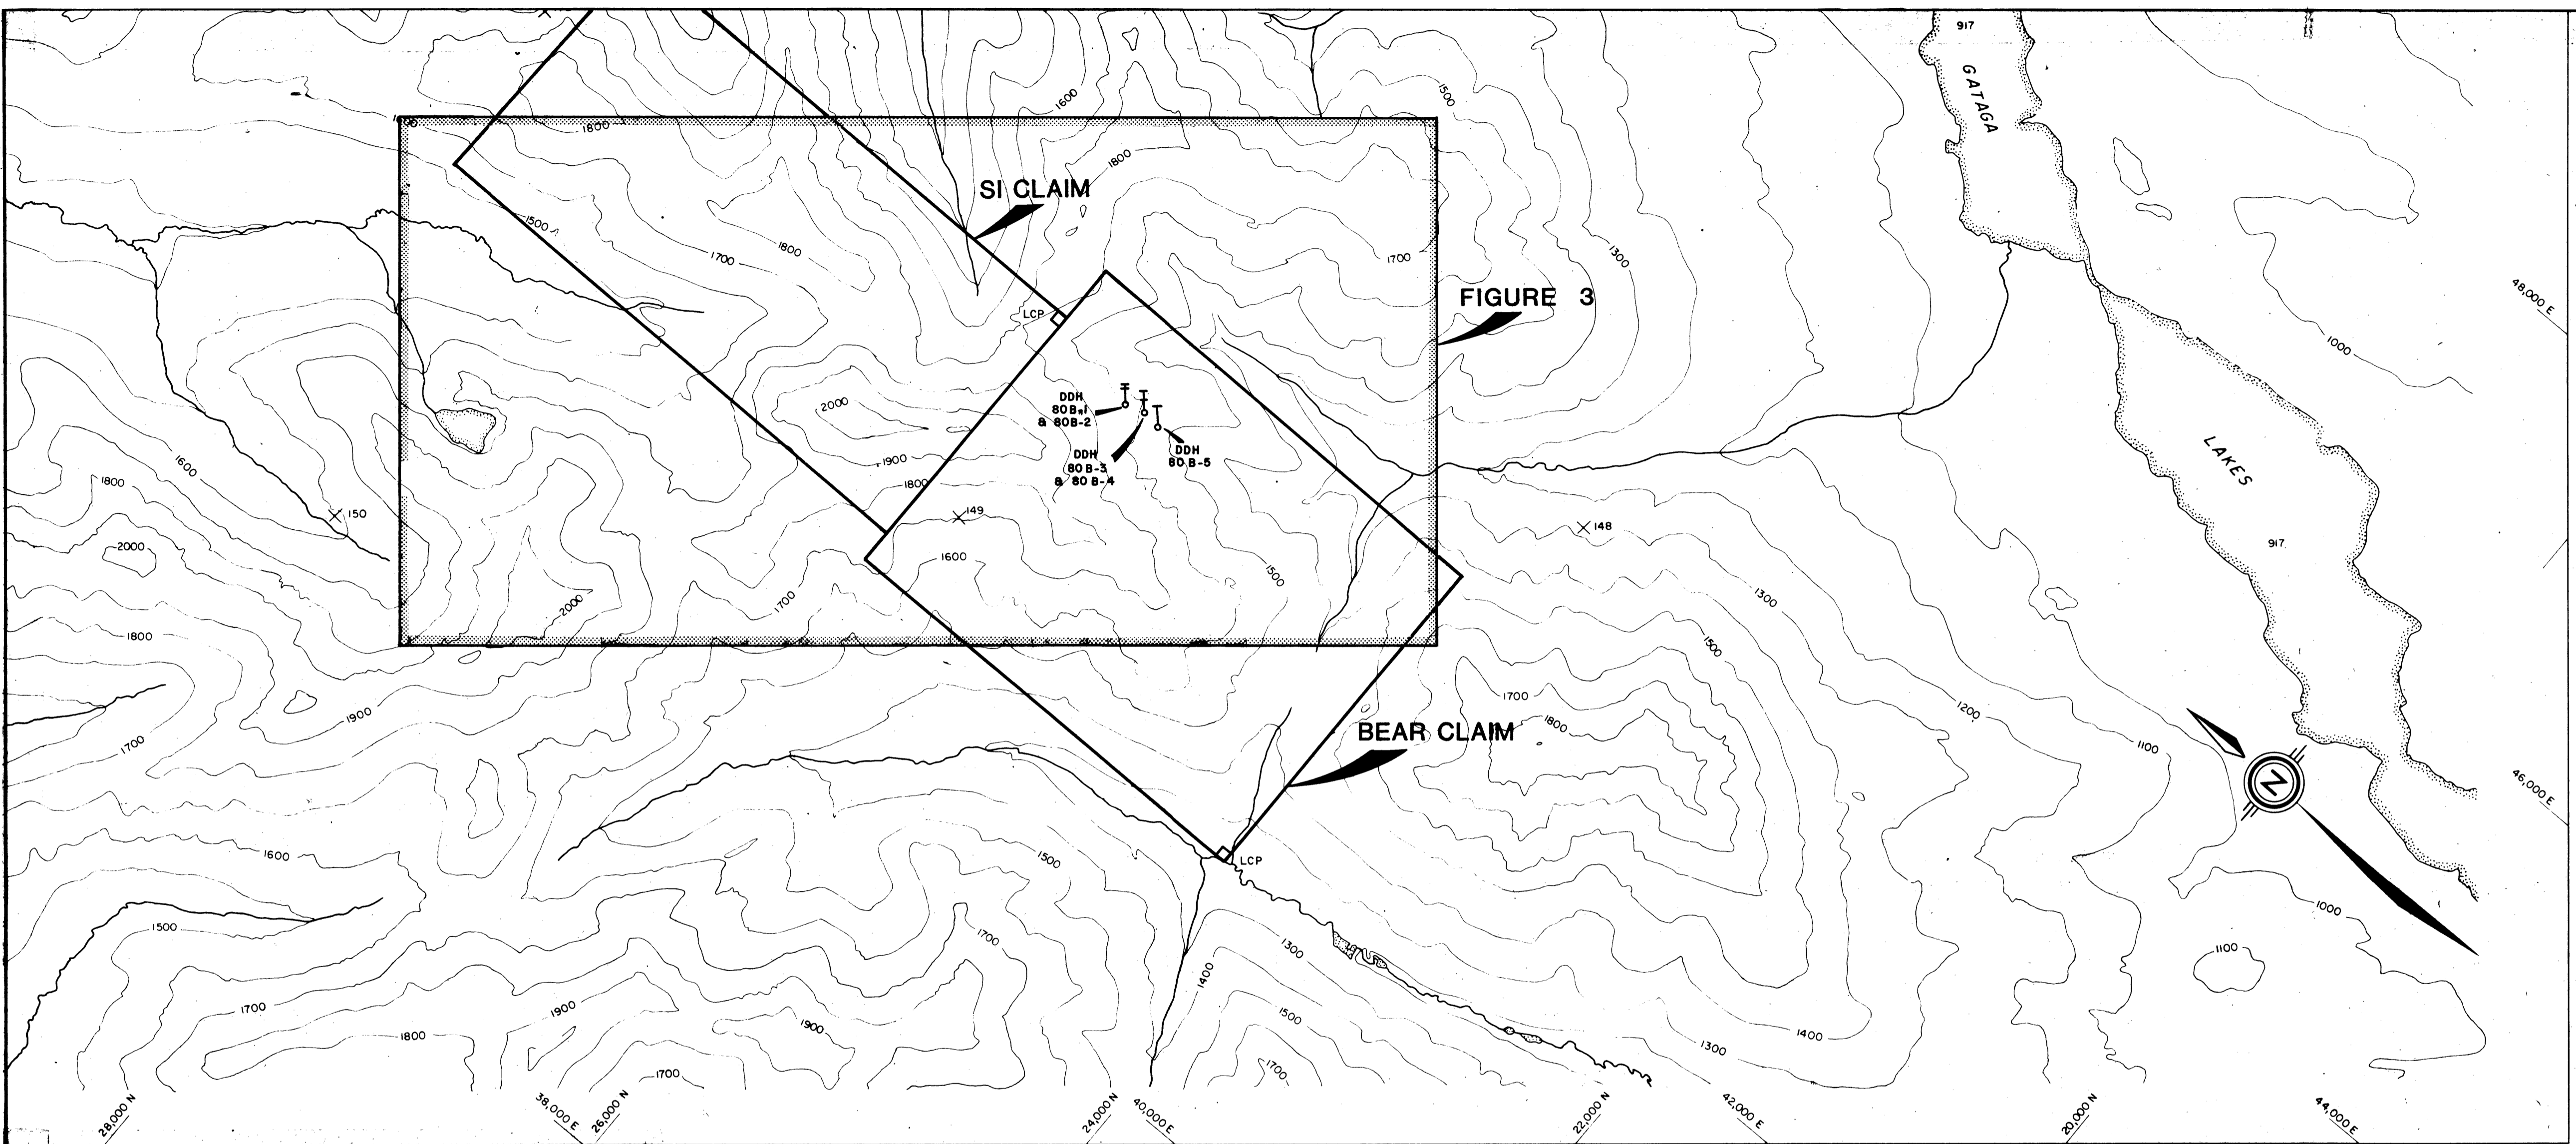 917
GATAGA
1500
1600
1800
1800
SI CLAIM
1500
1700
1800
1700
1300
48,000 E
FIGURE 3
LCP
1000
2000
DDH
80B-1
& 80B-2
DDH
80B-3
& 80B-4
DDH
80B-5
LAKES
1900
1800
1600
1800
150
149
148
2000
917
1600
1500
2000
1700
1300
1800
1500
1700
1200
1900
1800
BEAR CLAIM
1700
1100
N
46,000 E
1600
1500
LCP
1000
1500
1700
1300
1100
1400
1700
1900
1900
1500
1800
1400
1300
1700
1700
28,000 N
38,000 E
26,000 N
24,000 N
40,000 E
22,000 N
42,000 E
20,000 N
44,000 E